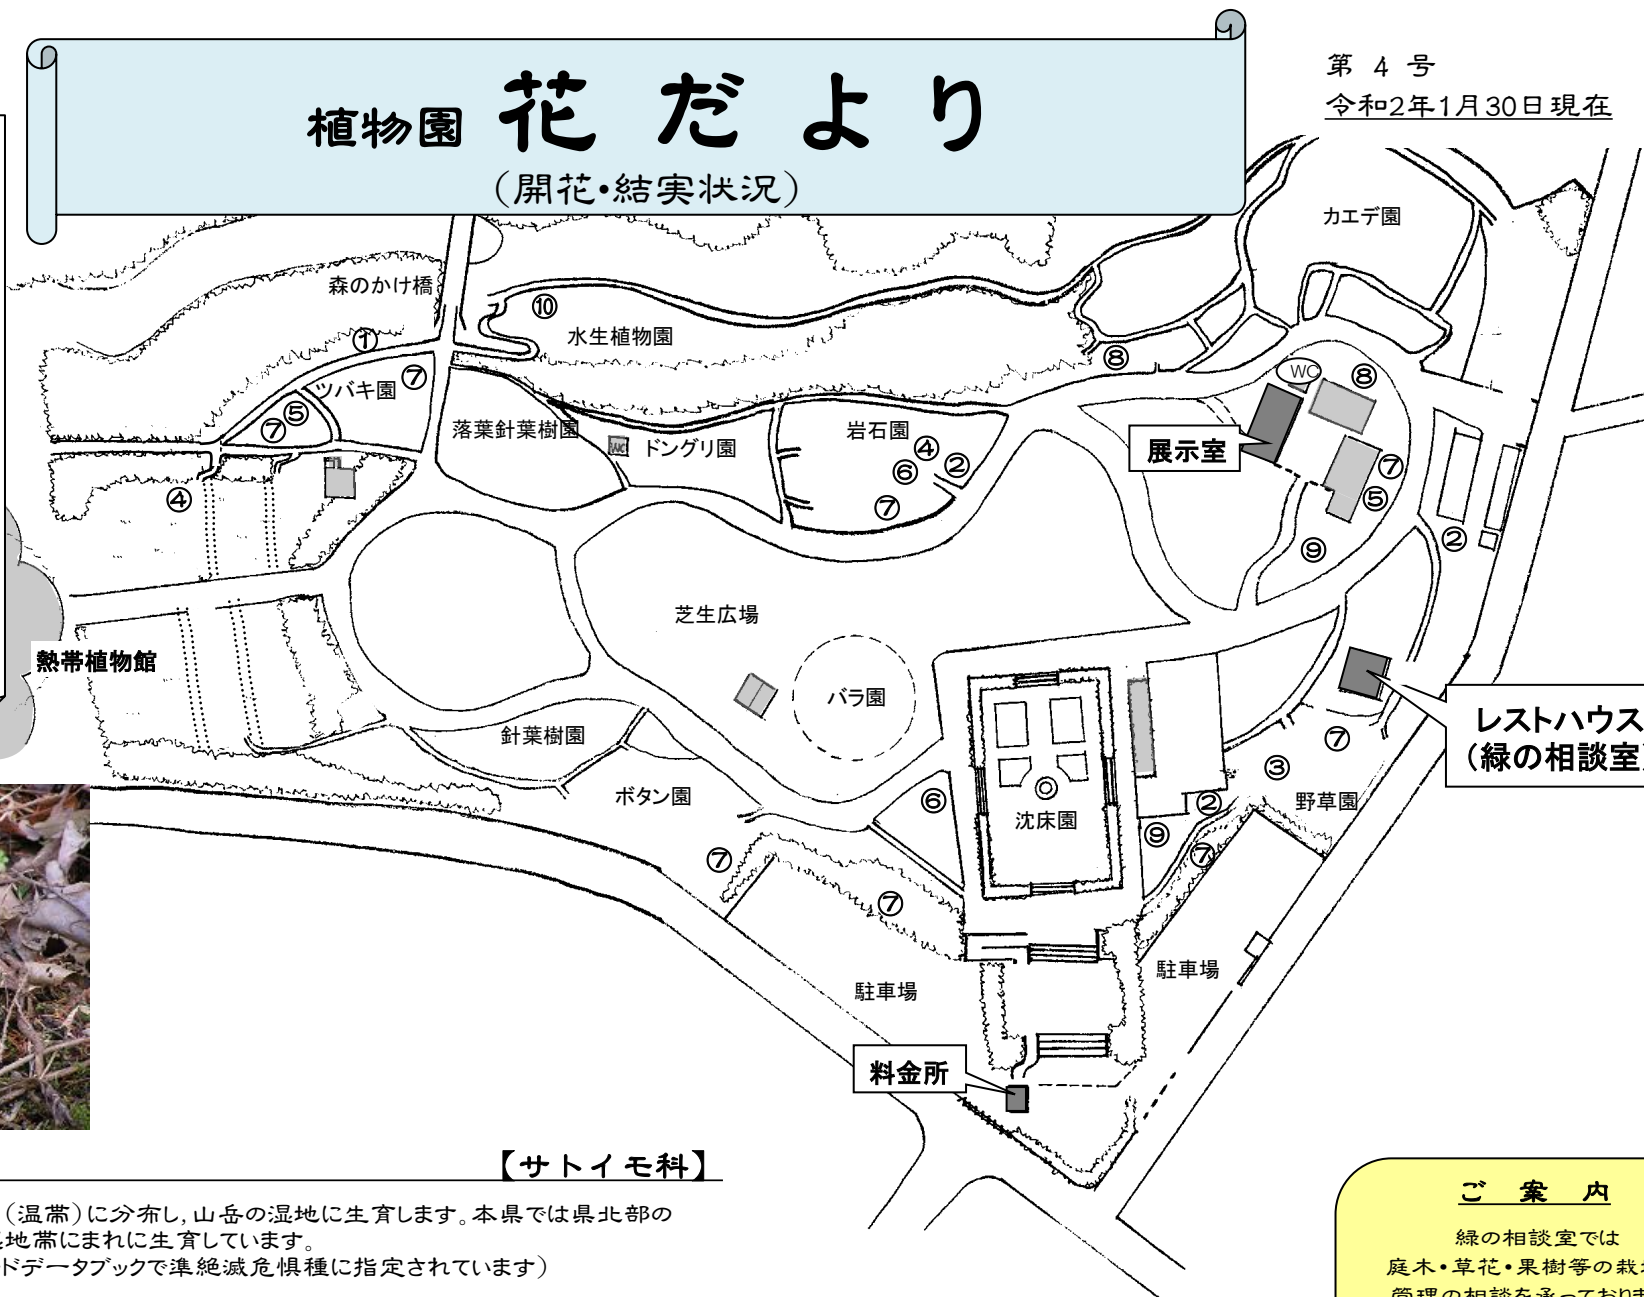 植物園 花だより
（開花・結実状況）
第 4 号
令和2年1月30日現在
カエデ園
森のかけ橋
⑩
水生植物園
①
⑧
WC
⑧
ツバキ園
⑦
⑤
⑦
落葉針葉樹園
ドングリ園
岩石園
④
②
⑥
⑦
展示室
⑦
⑤
④
②
⑨
芝生広場
熱帯植物館
バラ園
針葉樹園
レストハウス
（緑の相談室）
⑦
③
ボタン園
⑥
沈床園
②
野草園
⑨
⑦
⑦
⑦
駐車場
駐車場
料金所
【サトイモ科】
（温帯）に分布し，山岳の湿地に生育します。本県では県北部の
地帯にまれに生育しています。
ドデータブックで準絶滅危惧種に指定されています）
ご 案 内
緑の相談室では
庭木・草花・果樹等の栽
管理の相談を承っており